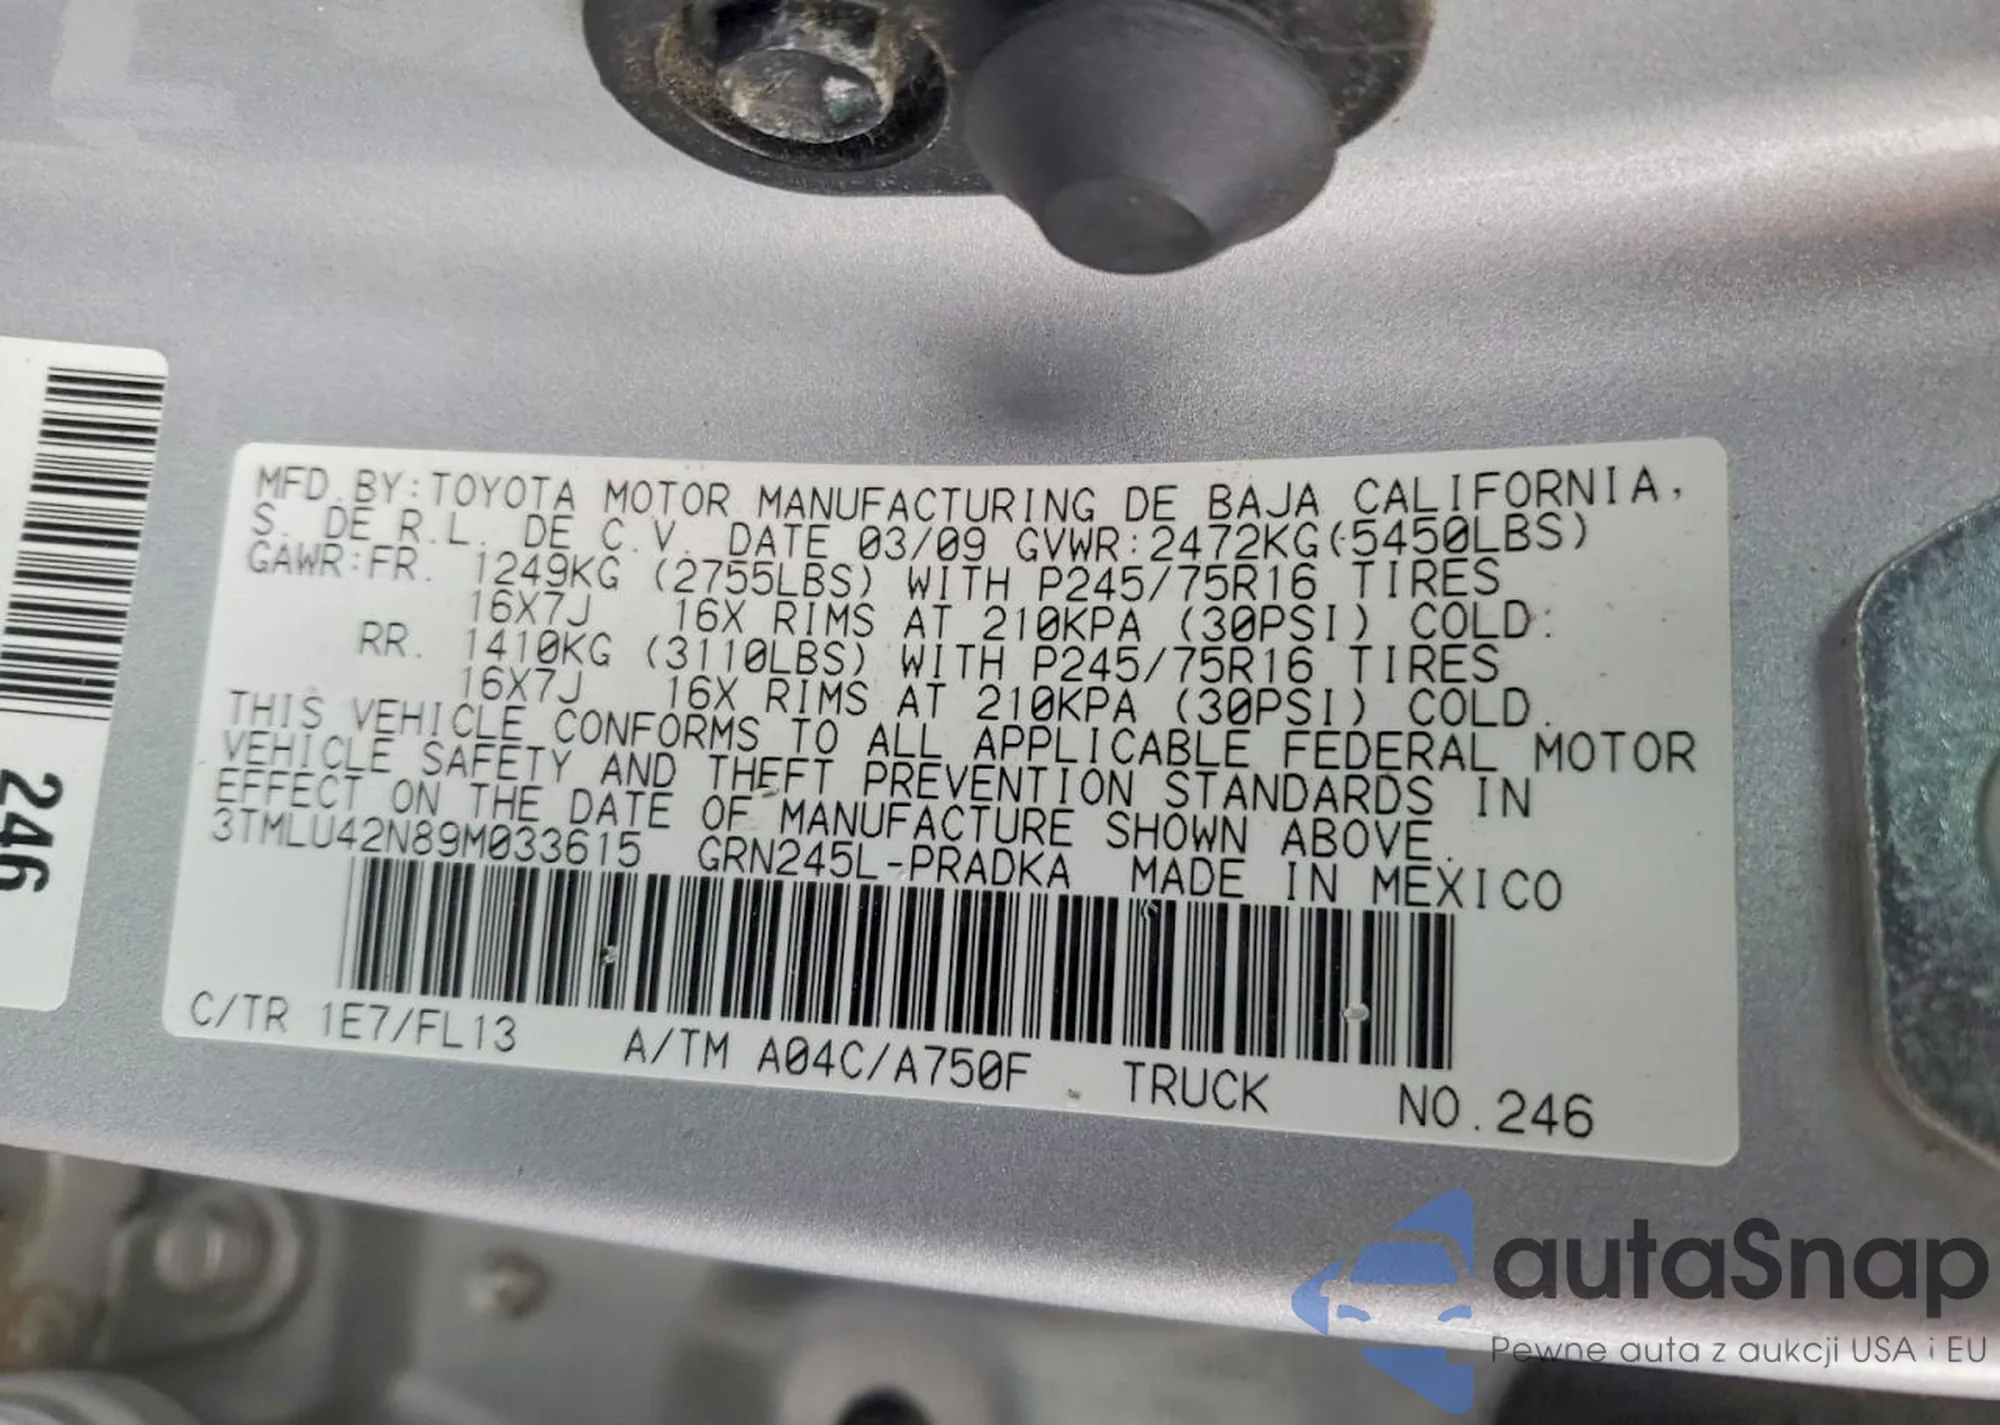 MFD. BY: TOYOTA MOTOR MANUFACTURING DE BAJA CALIFORNIA,
S. DE R.L. DE C.V. DATE 03/09 GVWR:2472KG(5450LBS)
GAWR:FR. 1249KG (2755LBS) WITH P245/75R16 TIRES
16X7J 16X RIMS AT 210KPA (30PSI) COLD:
RR. 1410KG (3110LBS) WITH P245/75R16 TIRES
16X7J 16X RIMS AT 210KPA (30PSI) COLD.
THIS VEHICLE CONFORMS TO ALL APPLICABLE FEDERAL MOTOR
VEHICLE SAFETY AND THEFT PREVENTION STANDARDS IN
EFFECT ON THE DATE OF MANUFACTURE SHOWN ABOVE.
3TMLU42N89M033615 GRN245L-PRADKA MADE IN MEXICO
C/TR 1E7/FL13 A/TM A04C/A750F TRUCK NO.246
246
autaSnap
Pewne auta z aukcji USA i EU